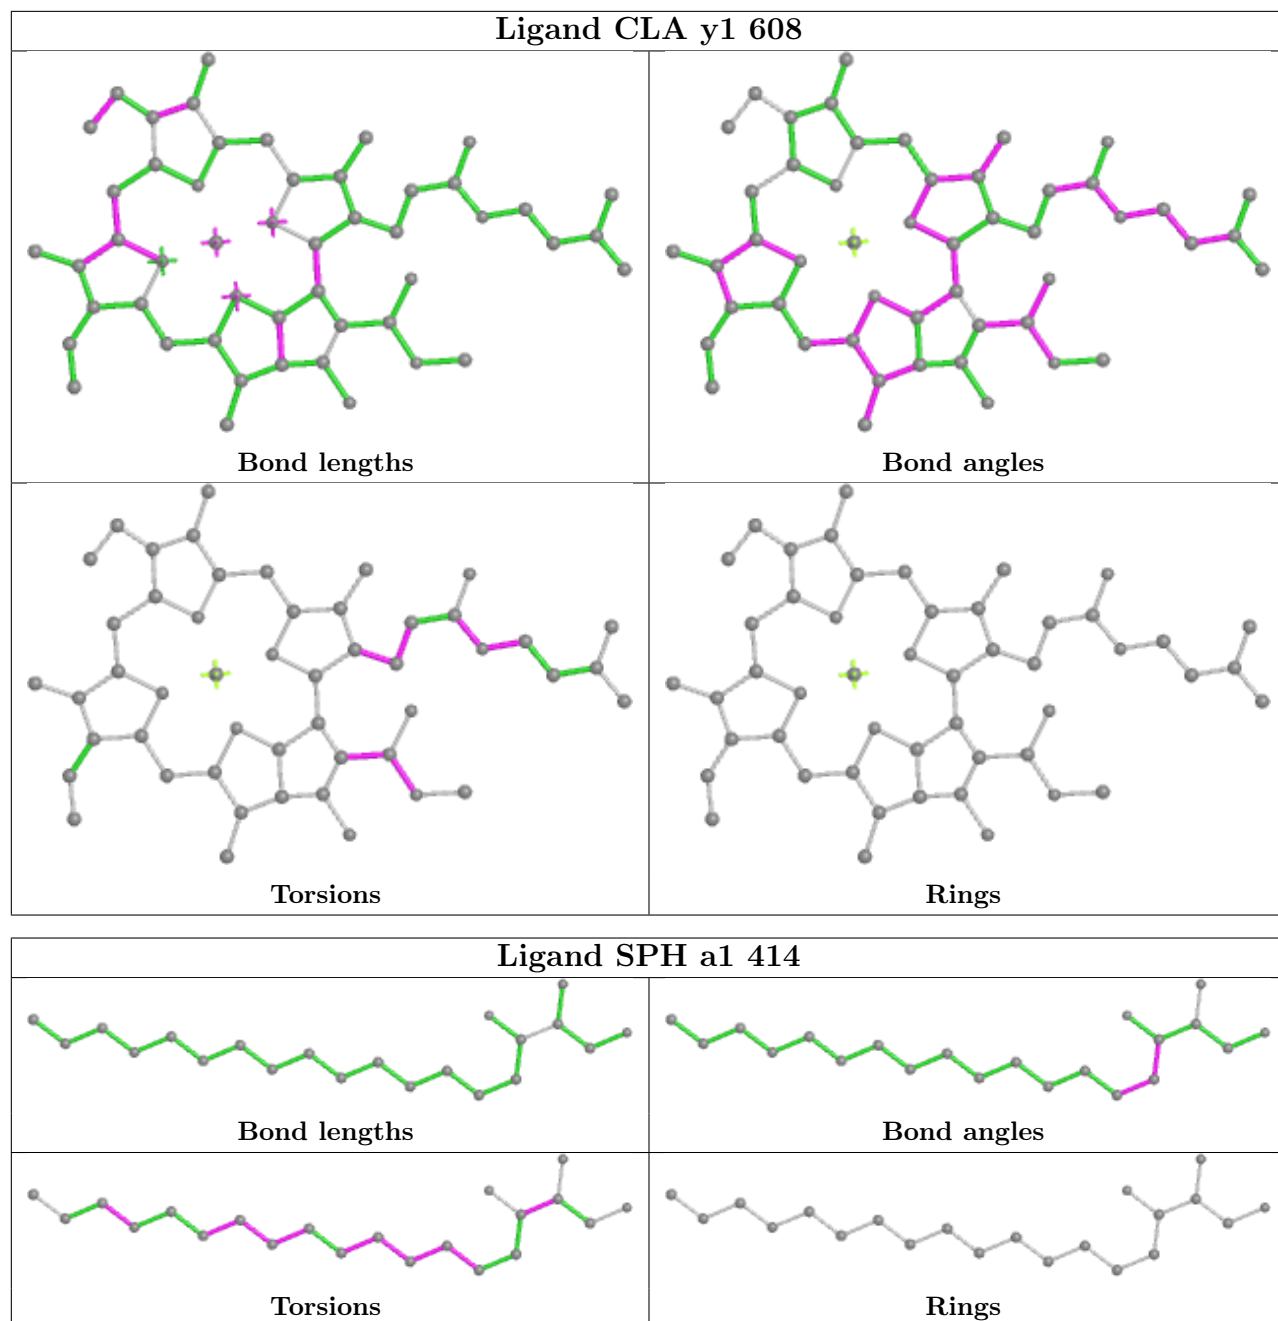 Ligand CLA y1 608
Bond lengths
Bond angles
Torsions
Rings
Ligand SPH a1 414
Bond lengths
Bond angles
Torsions
Rings